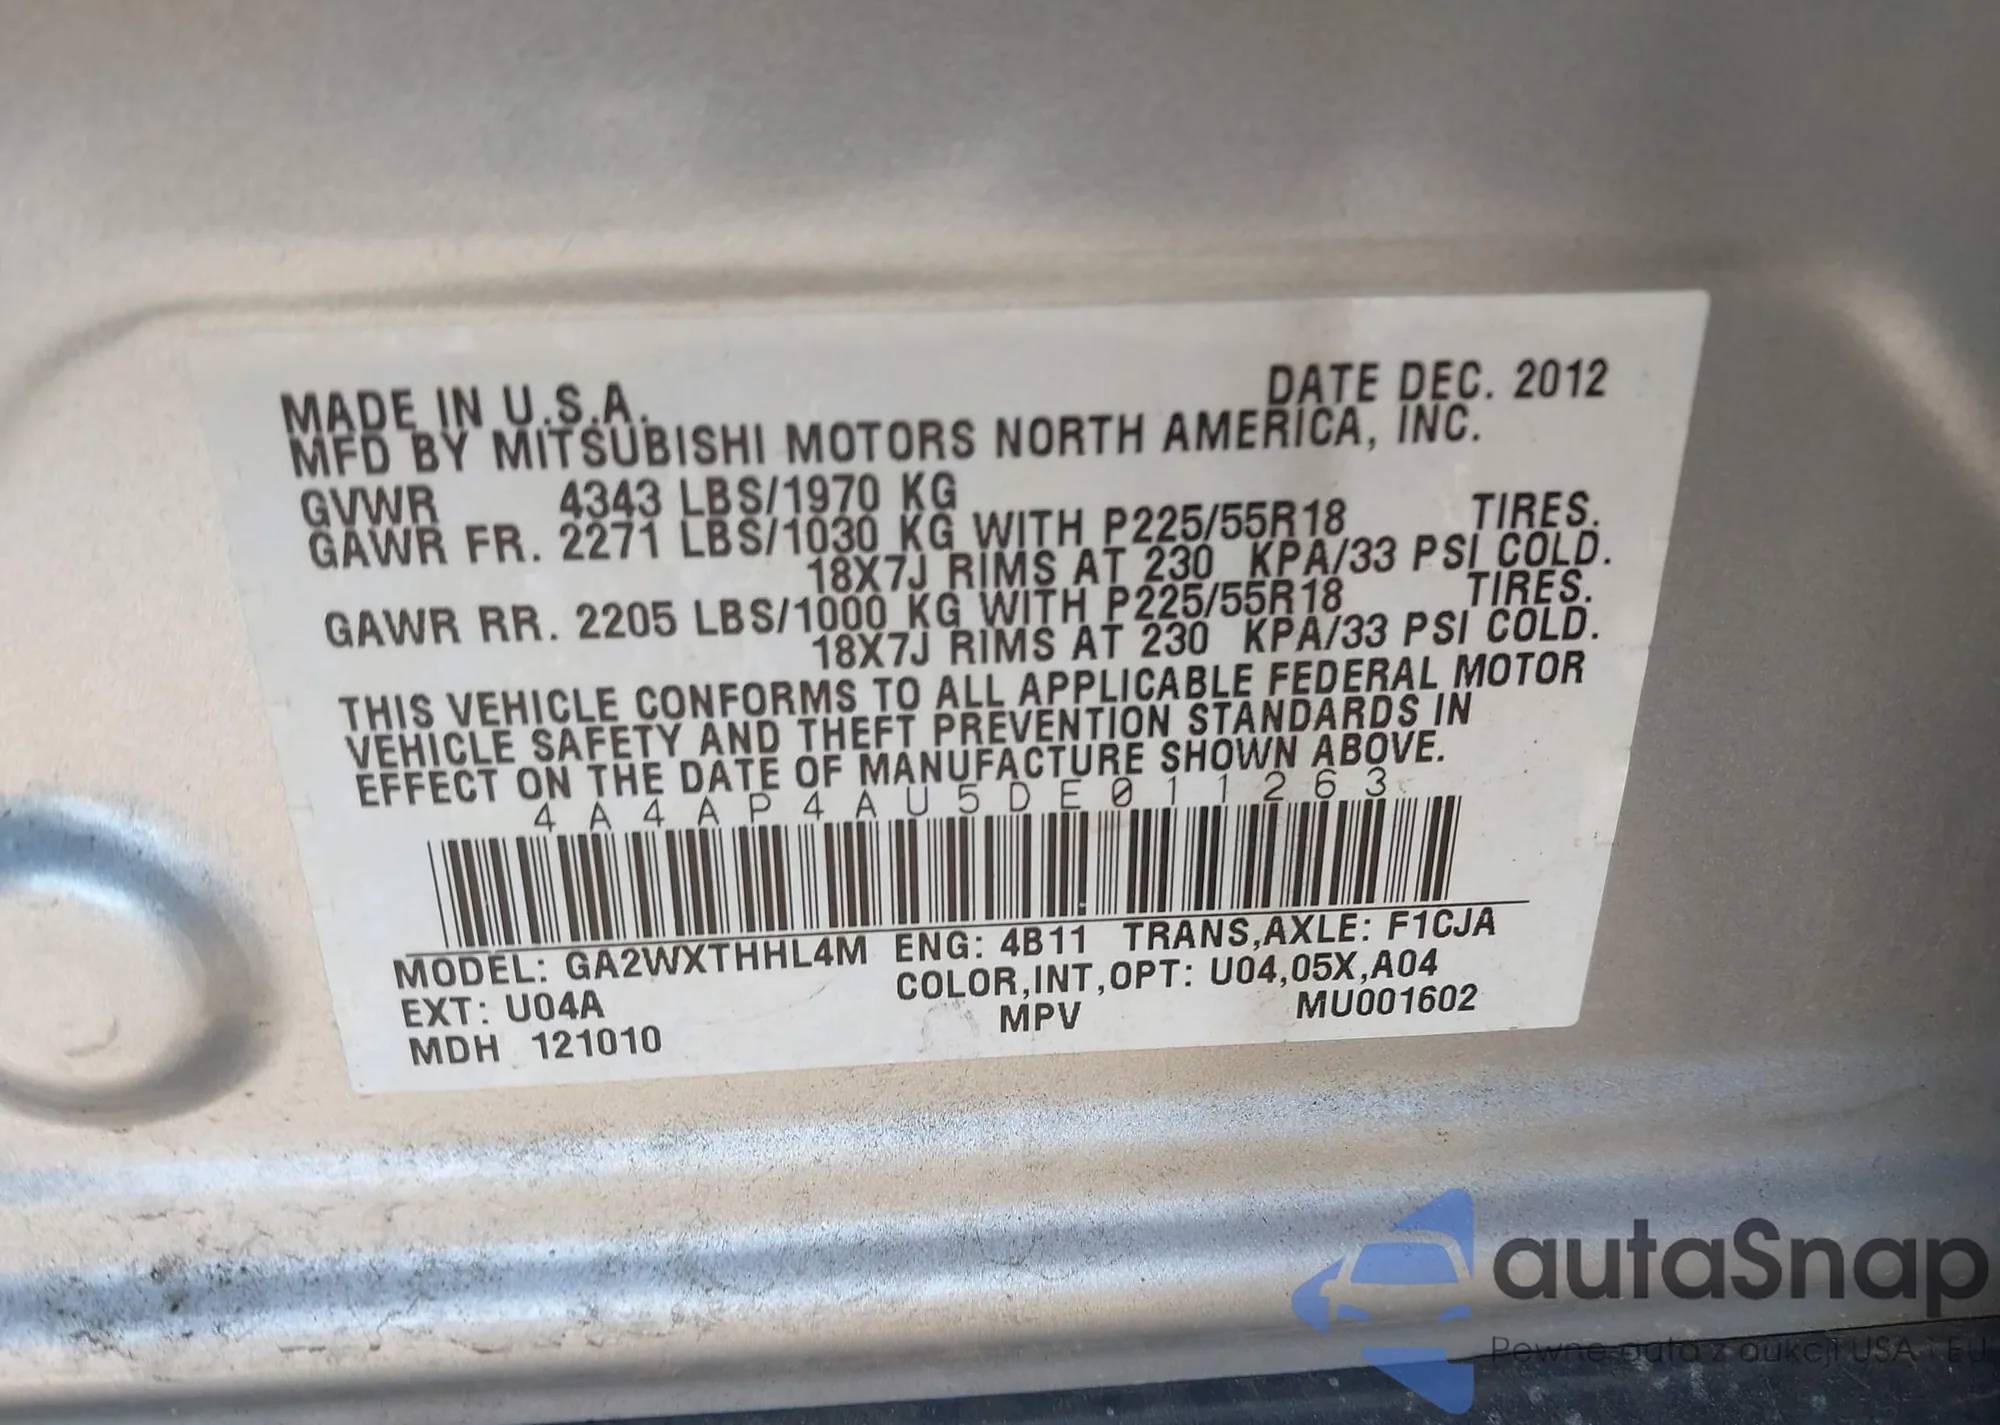 MADE IN U.S.A. DATE DEC. 2012
MFD BY MITSUBISHI MOTORS NORTH AMERICA, INC.
GVWR 4343 LBS/1970 KG
GAWR FR. 2271 LBS/1030 KG WITH P225/55R18 TIRES.
18X7J RIMS AT 230 KPA/33 PSI COLD.
GAWR RR. 2205 LBS/1000 KG WITH P225/55R18 TIRES.
18X7J RIMS AT 230 KPA/33 PSI COLD.
THIS VEHICLE CONFORMS TO ALL APPLICABLE FEDERAL MOTOR
VEHICLE SAFETY AND THEFT PREVENTION STANDARDS IN
EFFECT ON THE DATE OF MANUFACTURE SHOWN ABOVE.
4A4AP4AU5DE011263
MODEL: GA2WXTHHL4M ENG: 4B11 TRANS,AXLE: F1CJA
EXT: U04A COLOR,INT,OPT: U04,05X,A04
MDH 121010 MPV MU001602
autaSnap
Pewne auta z aukcji USA i EU